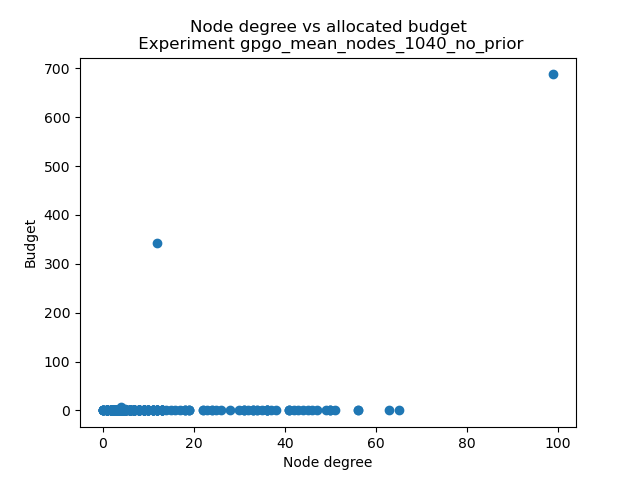 Node degree vs allocated budget
Experiment gpgo_mean_nodes_1040_no_prior
700
600
500
400
300
200
100
0
Budget
0 20 40 60 80 100
Node degree